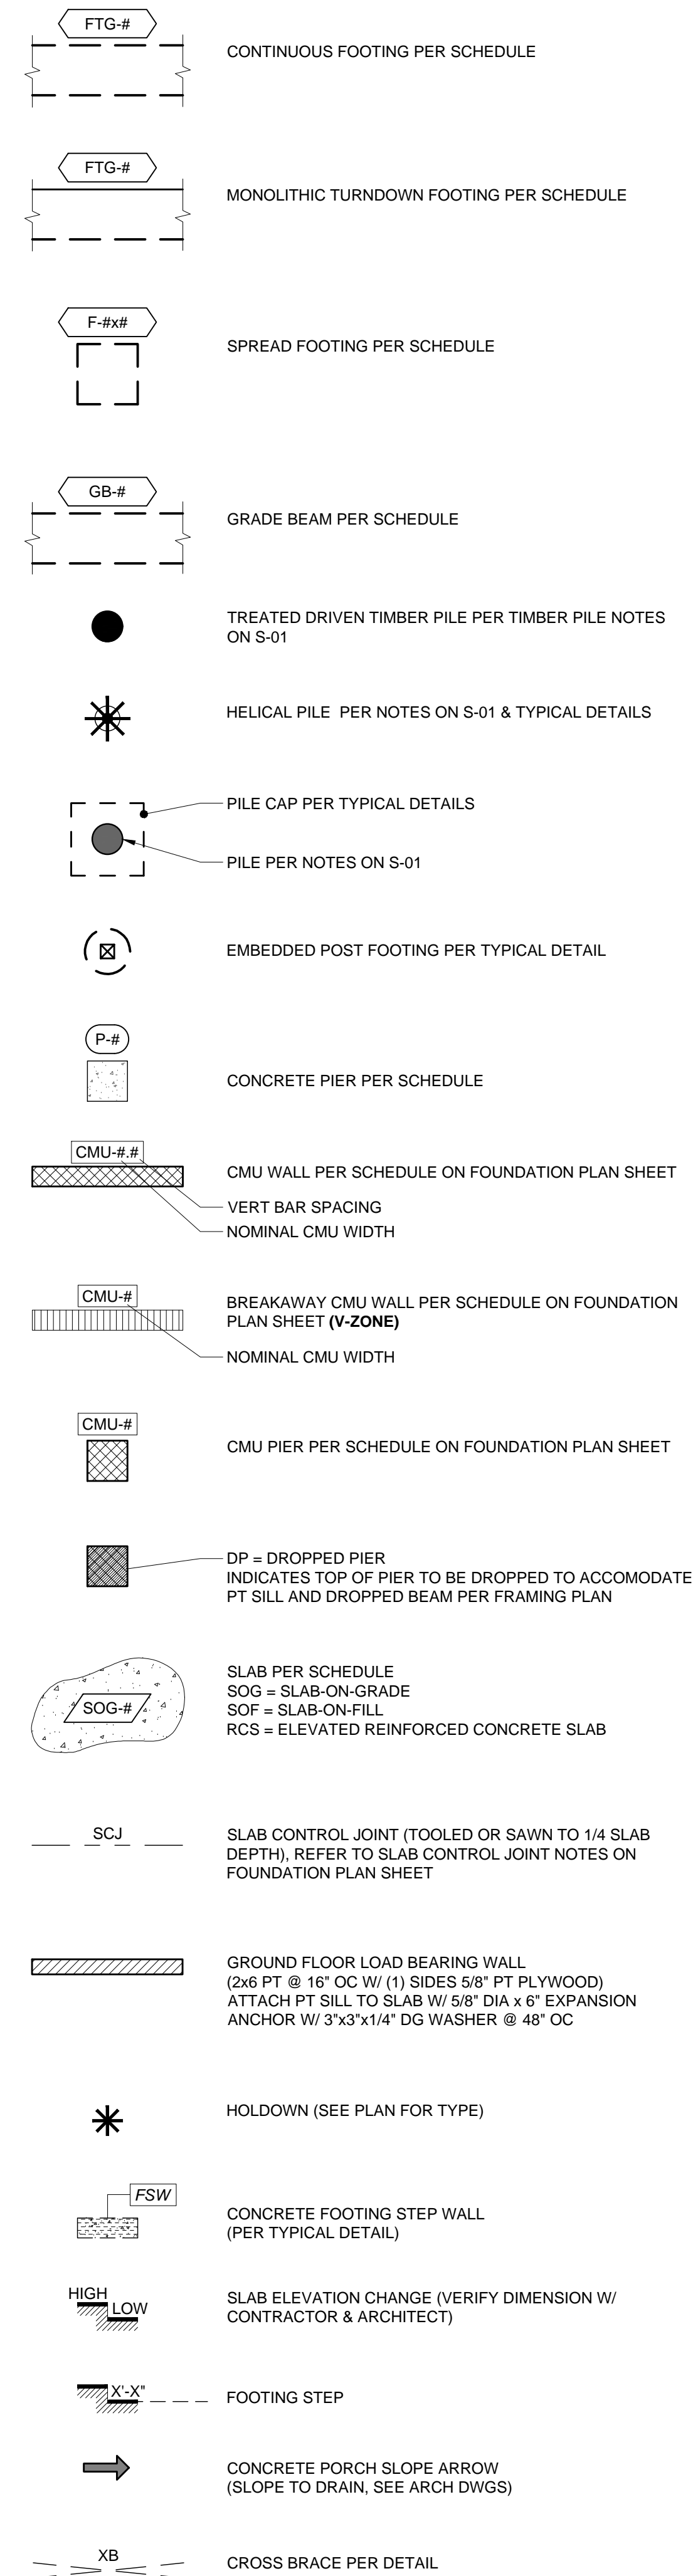 FTG-#
CONTINUOUS FOOTING PER SCHEDULE
FTG-#
MONOLITHIC TURNDOWN FOOTING PER SCHEDULE
F-#x#
SPREAD FOOTING PER SCHEDULE
GB-#
GRADE BEAM PER SCHEDULE
TREATED DRIVEN TIMBER PILE PER TIMBER PILE NOTES
ON S-01
HELICAL PILE PER NOTES ON S-01 & TYPICAL DETAILS
PILE CAP PER TYPICAL DETAILS
PILE PER NOTES ON S-01
EMBEDDED POST FOOTING PER TYPICAL DETAIL
P-#
CONCRETE PIER PER SCHEDULE
CMU-#.#
CMU WALL PER SCHEDULE ON FOUNDATION PLAN SHEET
VERT BAR SPACING
NOMINAL CMU WIDTH
CMU-#
BREAKAWAY CMU WALL PER SCHEDULE ON FOUNDATION
PLAN SHEET (V-ZONE)
NOMINAL CMU WIDTH
CMU-#
CMU PIER PER SCHEDULE ON FOUNDATION PLAN SHEET
DP = DROPPED PIER
INDICATES TOP OF PIER TO BE DROPPED TO ACCOMODATE
PT SILL AND DROPPED BEAM PER FRAMING PLAN
SOG-#
SLAB PER SCHEDULE
SOG = SLAB-ON-GRADE
SOF = SLAB-ON-FILL
RCS = ELEVATED REINFORCED CONCRETE SLAB
SCJ
SLAB CONTROL JOINT (TOOLED OR SAWN TO 1/4 SLAB
DEPTH), REFER TO SLAB CONTROL JOINT NOTES ON
FOUNDATION PLAN SHEET
GROUND FLOOR LOAD BEARING WALL
(2x6 PT @ 16" OC W/ (1) SIDES 5/8" PT PLYWOOD)
ATTACH PT SILL TO SLAB W/ 5/8" DIA x 6" EXPANSION
ANCHOR W/ 3"x3"x1/4" DG WASHER @ 48" OC
HOLDOWN (SEE PLAN FOR TYPE)
FSW
CONCRETE FOOTING STEP WALL
(PER TYPICAL DETAIL)
HIGH
LOW
SLAB ELEVATION CHANGE (VERIFY DIMENSION W/
CONTRACTOR & ARCHITECT)
X'-X"
FOOTING STEP
CONCRETE PORCH SLOPE ARROW
(SLOPE TO DRAIN, SEE ARCH DWGS)
XB
CROSS BRACE PER DETAIL